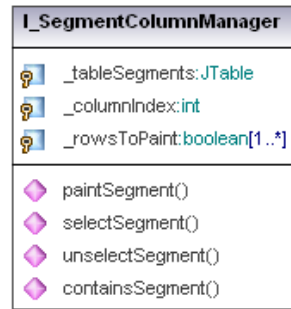 I_SegmentColumnManager
_tableSegments:JTable
_columnIndex:int
_rowsToPaint:boolean[1..*]
paintSegment()
selectSegment()
unselectSegment()
containsSegment()